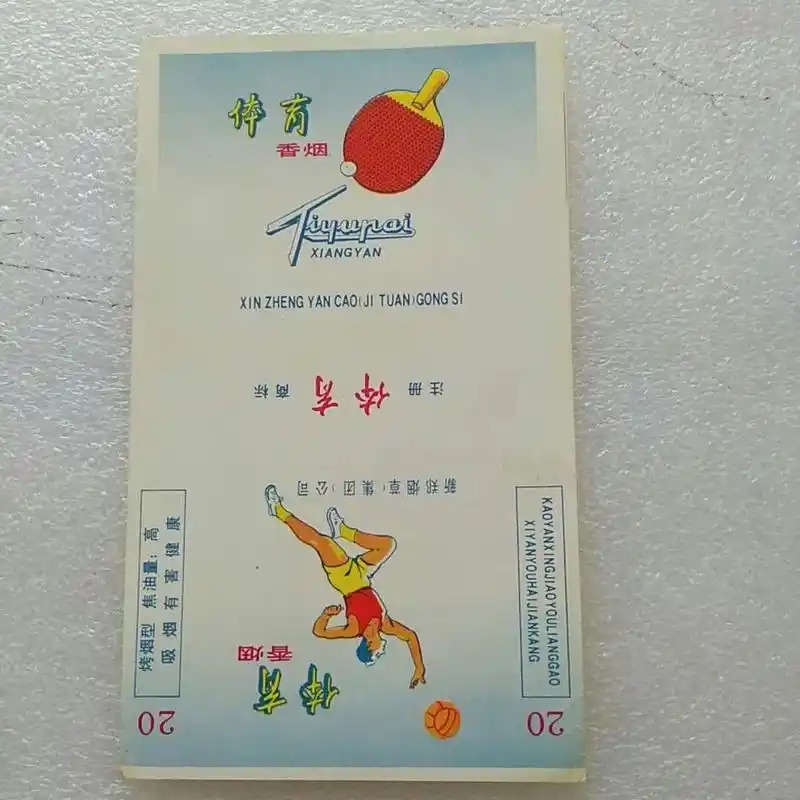 体育
香烟
Tiyupai
XIANGYAN
XIN ZHENG YAN CAO(JI TUAN)GONG SI
注册 体育 商标
新郑烟草(集团)公司
体育
香烟
烤烟型 焦油量:高
吸烟有害健康
20
KAOYANXINGJIAOYOULIANGGAO
XIYANYOUHAIJIANKANG
20